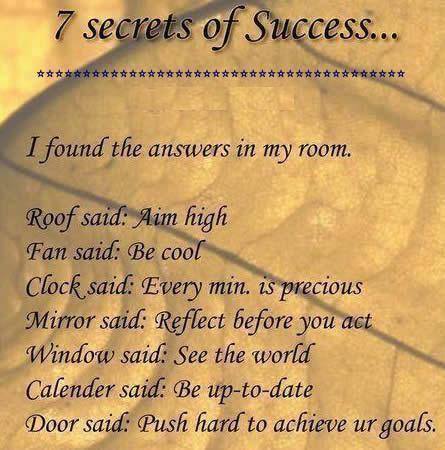 7 secrets of Success...
****************************************
I found the answers in my room.
Roof said: Aim high
Fan said: Be cool
Clock said: Every min. is precious
Mirror said: Reflect before you act
Window said: See the world
Calender said: Be up-to-date
Door said: Push hard to achieve ur goals.